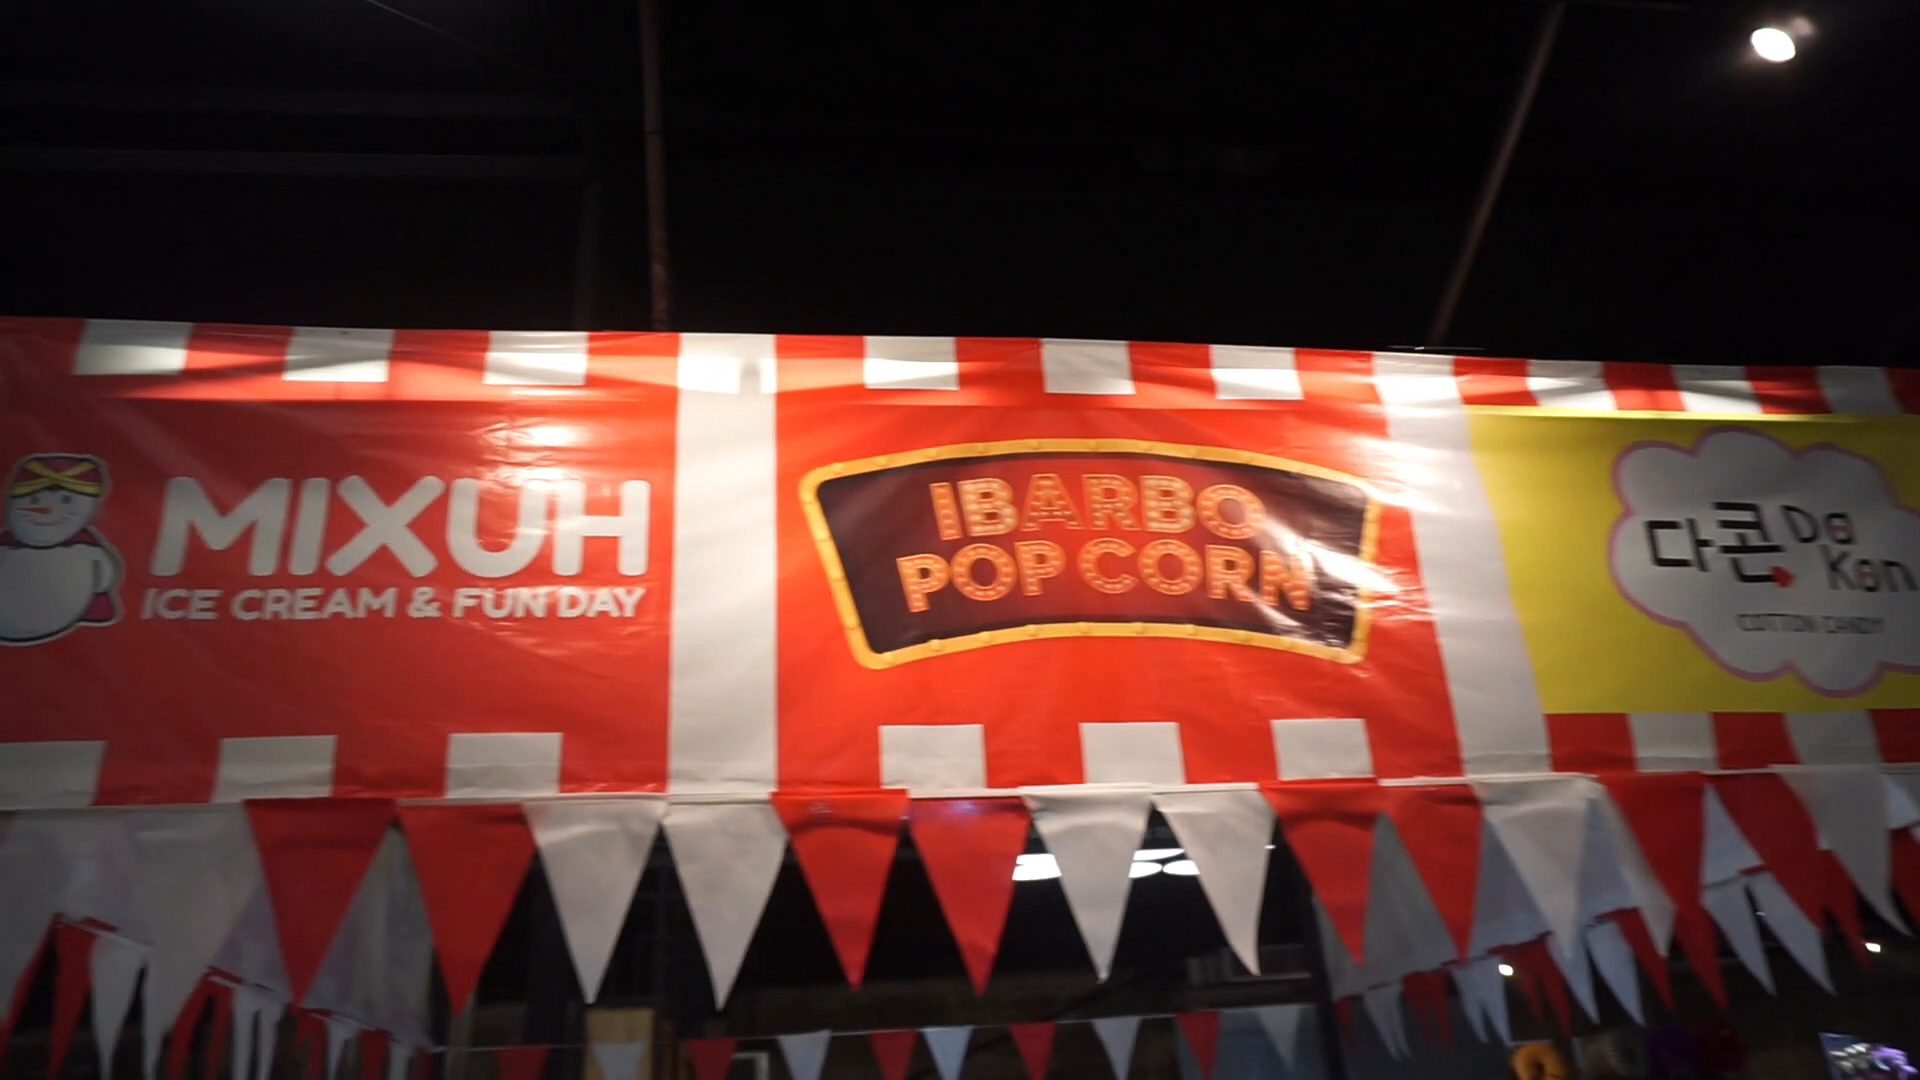 MIXUH
ICE CREAM & FUN DAY
IBARBO
POP CORN
다콘 Da
Kon
COTTON CANDY